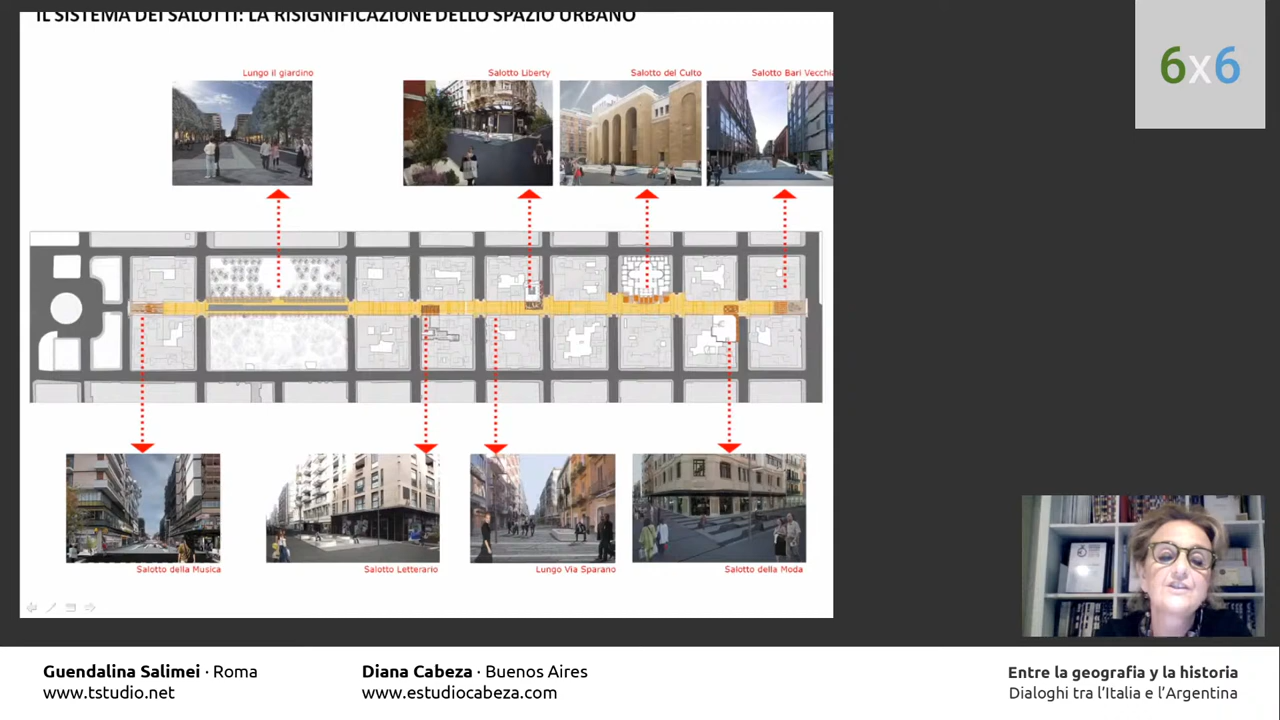 IL SISTEMA DEI SALOTTI: LA RISIGNIFICAZIONE DELLO SPAZIO URBANO
6x6
Lungo il giardino
Salotto Liberty
Salotto del Culto
Salotto Bari Vecchia
Salotto della Musica
Salotto Letterario
Lungo Via Sparano
Salotto della Moda
Guendalina Salimei · Roma
www.tstudio.net
Diana Cabeza · Buenos Aires
www.estudiocabeza.com
Entre la geografia y la historia
Dialoghi tra l'Italia e l'Argentina